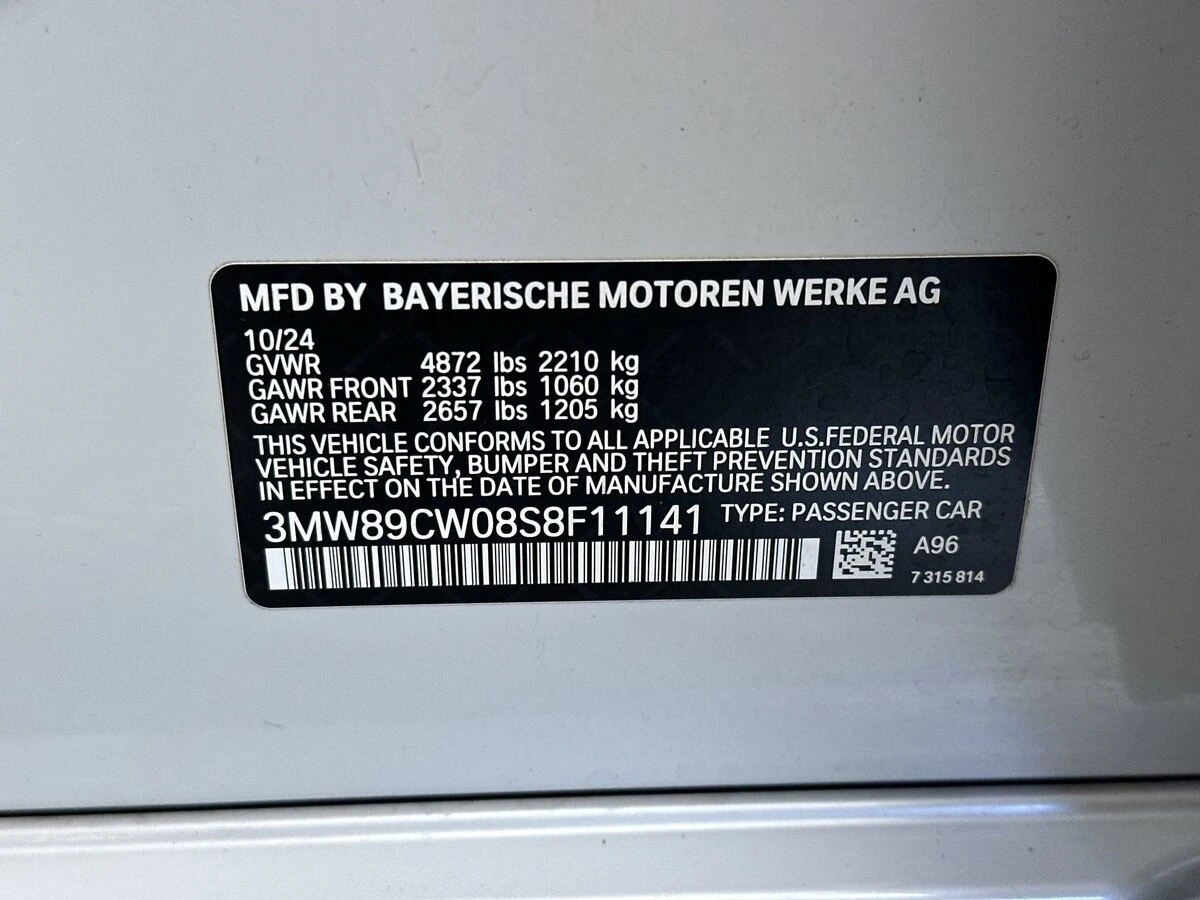 MFD BY BAYERISCHE MOTOREN WERKE AG
10/24
GVWR 4872 lbs 2210 kg
GAWR FRONT 2337 lbs 1060 kg
GAWR REAR 2657 lbs 1205 kg
THIS VEHICLE CONFORMS TO ALL APPLICABLE U.S.FEDERAL MOTOR
VEHICLE SAFETY, BUMPER AND THEFT PREVENTION STANDARDS
IN EFFECT ON THE DATE OF MANUFACTURE SHOWN ABOVE.
3MW89CW08S8F11141 TYPE: PASSENGER CAR
A96
7 315 814